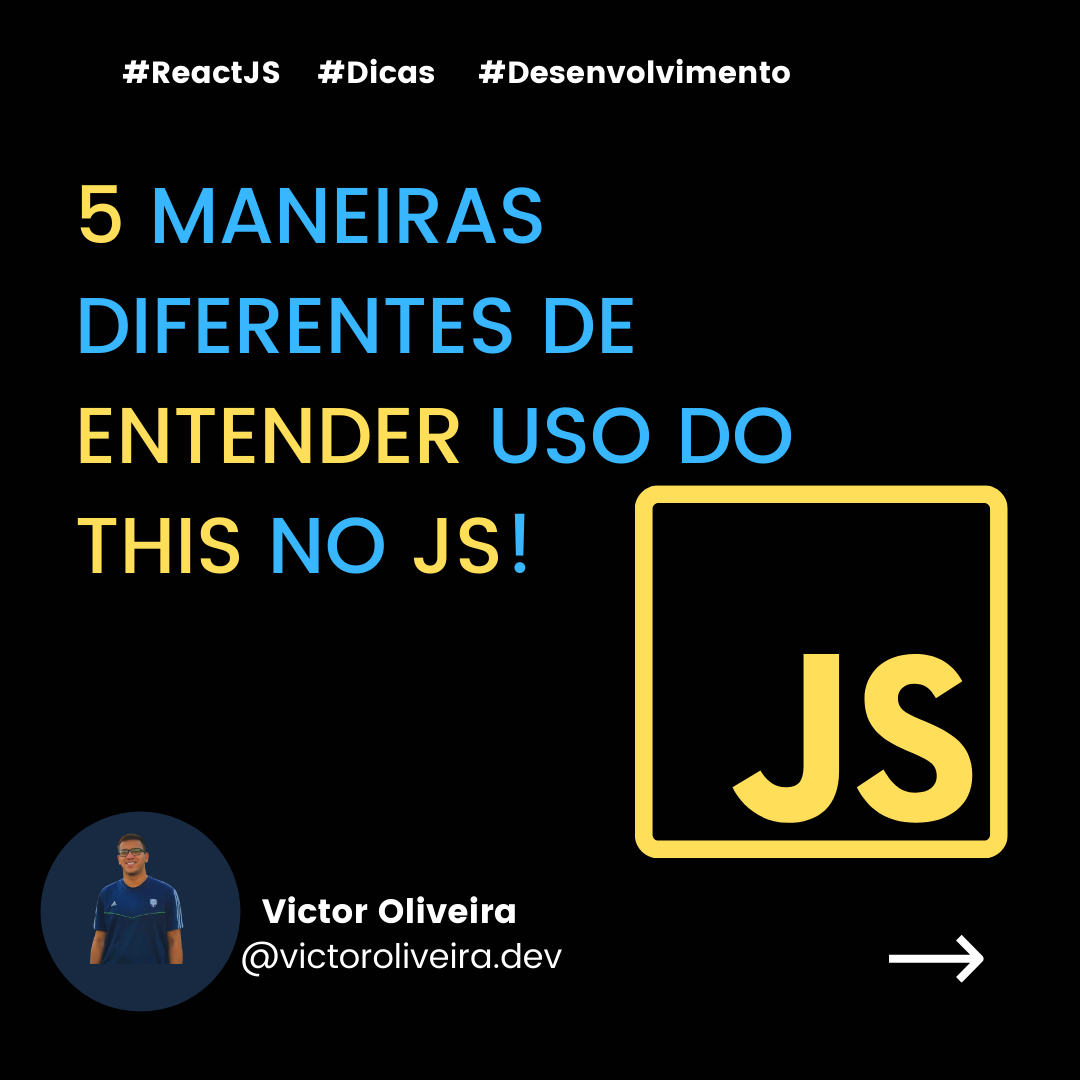 #ReactJS #Dicas #Desenvolvimento
5 MANEIRAS
DIFERENTES DE
ENTENDER USO DO
THIS NO JS!
JS
Victor Oliveira
@victoroliveira.dev